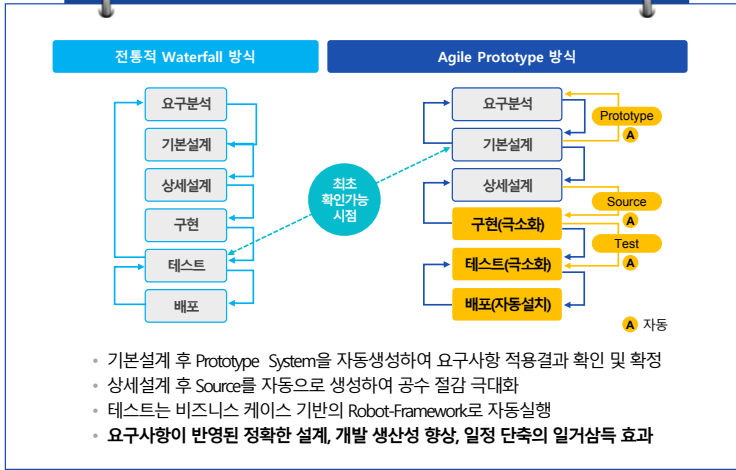 전통적 Waterfall 방식
요구분석
기본설계
상세설계
구현
테스트
배포
최초
확인가능
시점
Agile Prototype 방식
요구분석
기본설계
상세설계
구현(극소화)
테스트(극소화)
배포(자동설치)
Prototype
A
Source
A
Test
A
A 자동
• 기본설계 후 Prototype System을 자동생성하여 요구사항 적용결과 확인 및 확정
• 상세설계 후 Source를 자동으로 생성하여 공수 절감 극대화
• 테스트는 비즈니스 케이스 기반의 Robot-Framework로 자동실행
• 요구사항이 반영된 정확한 설계, 개발 생산성 향상, 일정 단축의 일거삼득 효과